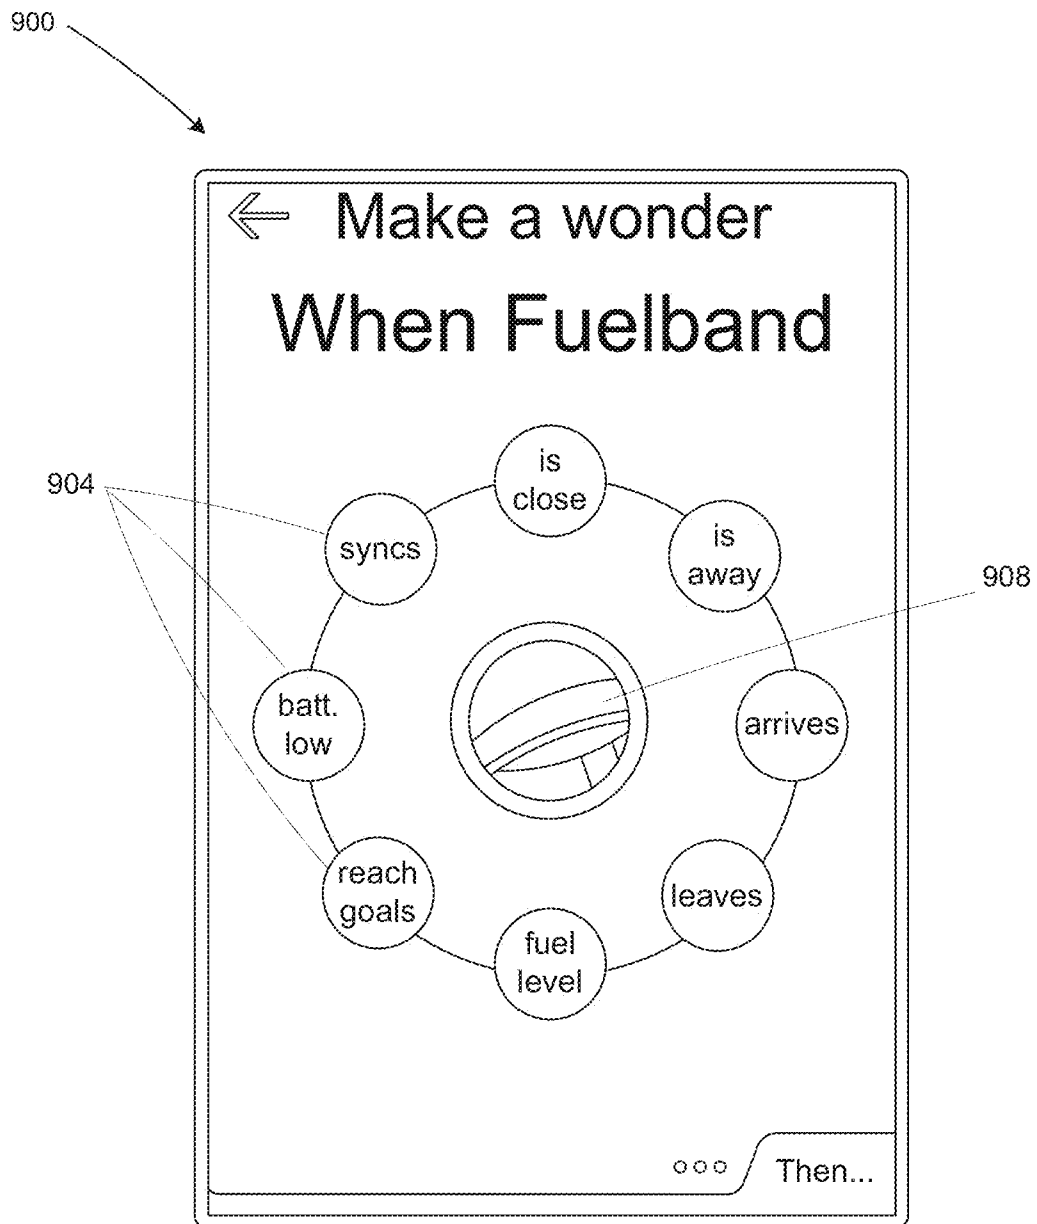 900
Make a wonder
When Fuelband
904
is
close
syncs
is
away
908
batt.
low
arrives
reach
goals
leaves
fuel
level
Then...